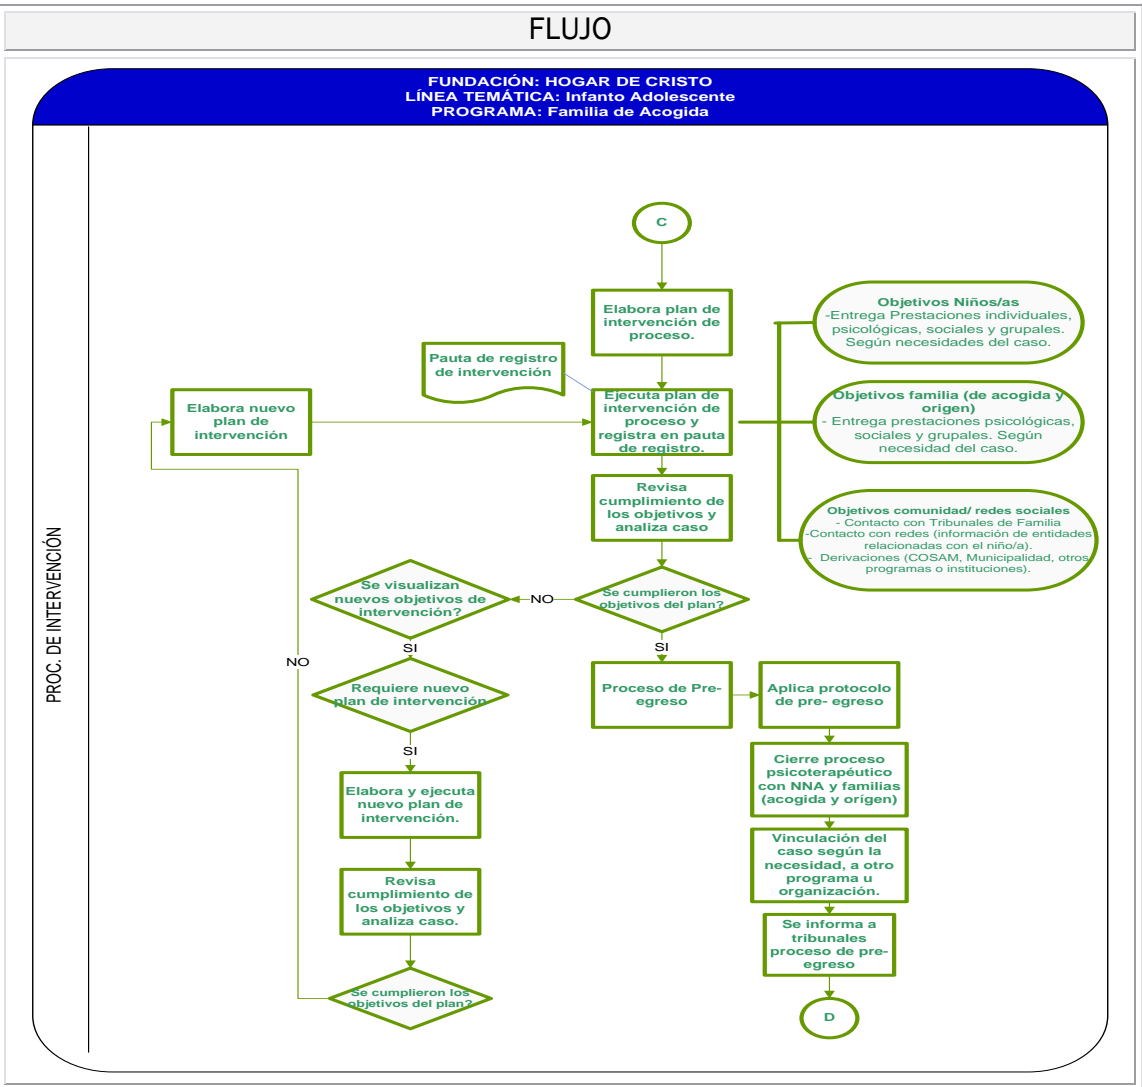 FLUJO
FUNDACIÓN: HOGAR DE CRISTO
LÍNEA TEMÁTICA: Infanto Adolescente
PROGRAMA: Familia de Acogida
PROC. DE INTERVENCIÓN
C
Elabora plan de
intervención de
proceso.
Objetivos Niños/as
-Entrega Prestaciones individuales,
psicológicas, sociales y grupales.
Según necesidades del caso.
Pauta de registro
de intervención
Elabora nuevo
plan de
intervención
Ejecuta plan de
intervención de
proceso y
registra en pauta
de registro.
Objetivos familia (de acogida y
origen)
- Entrega prestaciones psicológicas,
sociales y grupales. Según
necesidad del caso.
Revisa
cumplimiento de
los objetivos y
analiza caso
Objetivos comunidad/ redes sociales
- Contacto con Tribunales de Familia
-Contacto con redes (información de entidades
relacionadas con el niño/a).
- Derivaciones (COSAM, Municipalidad, otros
programas o instituciones).
Se visualizan
nuevos objetivos de
intervención?
NO
Se cumplieron los
objetivos del plan?
SI
SI
NO
Requiere nuevo
plan de intervención
Proceso de Pre-
egreso
Aplica protocolo
de pre- egreso
SI
Cierre proceso
psicoterapéutico
con NNA y familias
(acogida y orígen)
Elabora y ejecuta
nuevo plan de
intervención.
Vinculación del
caso según la
necesidad, a otro
programa u
organización.
Revisa
cumplimiento de
los objetivos y
analiza caso.
Se informa a
tribunales
proceso de pre-
egreso
Se cumplieron los
objetivos del plan?
D